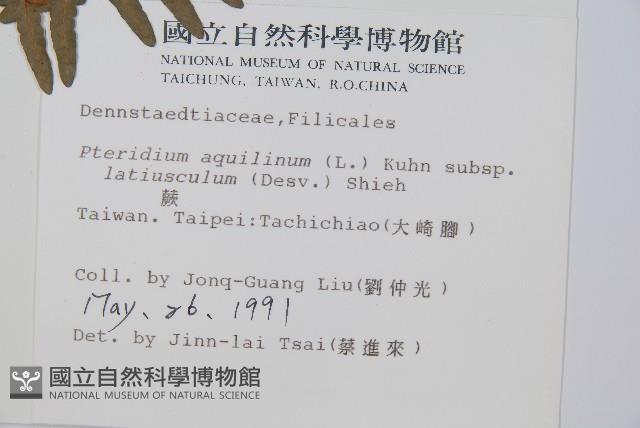 國立自然科學博物館
NATIONAL MUSEUM OF NATURAL SCIENCE
TAICHUNG, TAIWAN, R.O.CHINA
Dennstaedtiaceae,Filicales
Pteridium aquilinum (L.) Kuhn subsp.
latiusculum (Desv.) Shieh
蕨
Taiwan. Taipei:Tachichiao(大崎腳)
Coll. by Jonq-Guang Liu(劉仲光)
May、26、1991
Det. by Jinn-lai Tsai(蔡進來)
國立自然科學博物館
NATIONAL MUSEUM OF NATURAL SCIENCE